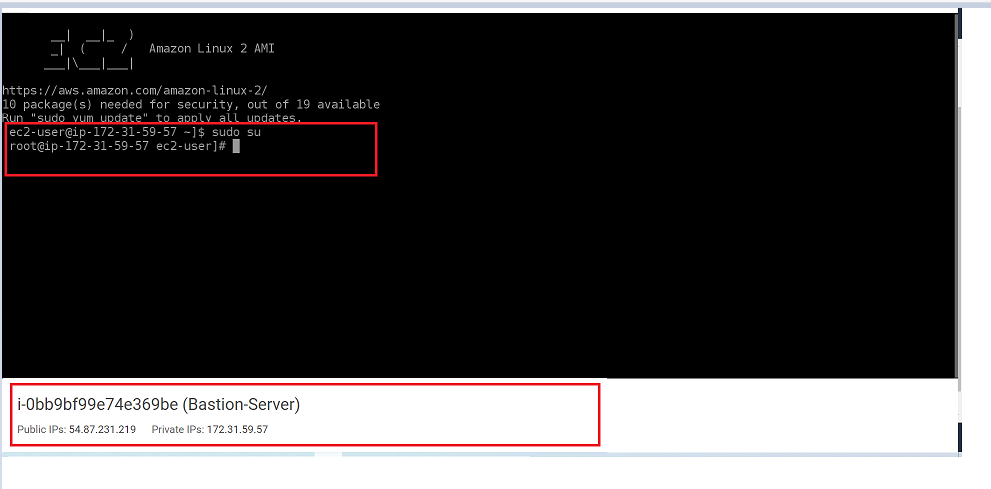 __|  __|_  )
_|  (     /   Amazon Linux 2 AMI
___|\___|___|
https://aws.amazon.com/amazon-linux-2/
10 package(s) needed for security, out of 19 available
Run "sudo yum update" to apply all updates.
ec2-user@ip-172-31-59-57 ~]$ sudo su
root@ip-172-31-59-57 ec2-user]#
i-0bb9bf99e74e369be (Bastion-Server)
Public IPs: 54.87.231.219 Private IPs: 172.31.59.57